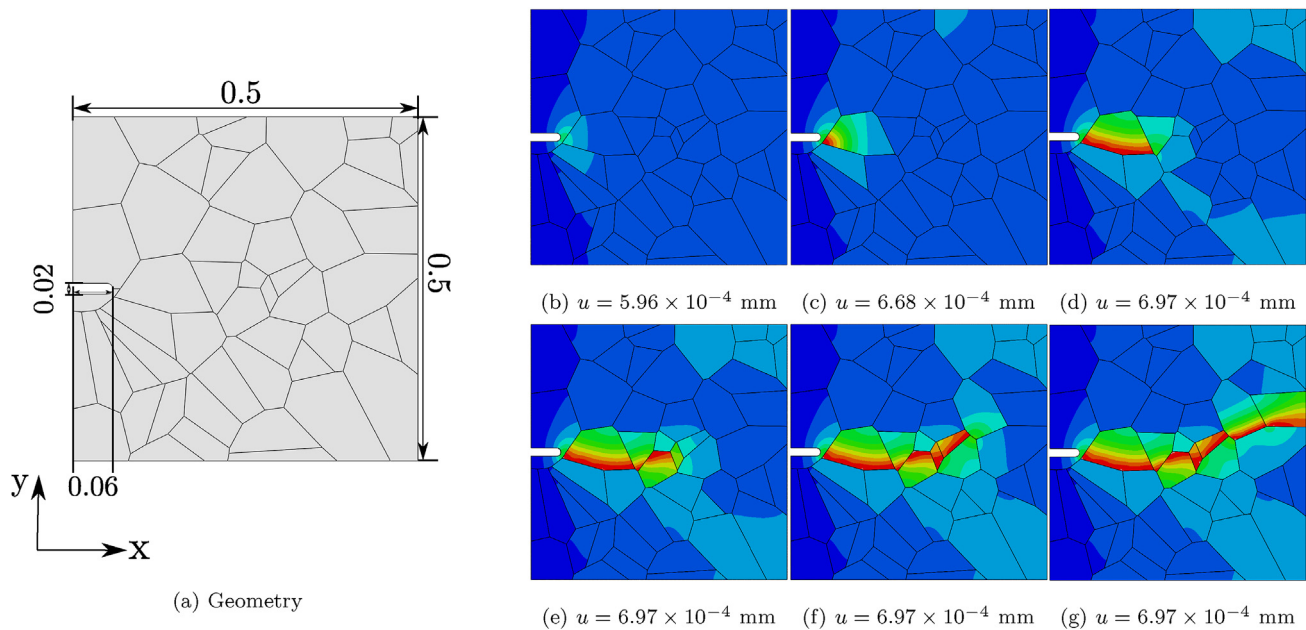 0.5
0.02
0.5
0.06
y
x
(a) Geometry
(b) u = 5.96 × 10⁻⁴ mm
(c) u = 6.68 × 10⁻⁴ mm
(d) u = 6.97 × 10⁻⁴ mm
(e) u = 6.97 × 10⁻⁴ mm
(f) u = 6.97 × 10⁻⁴ mm
(g) u = 6.97 × 10⁻⁴ mm